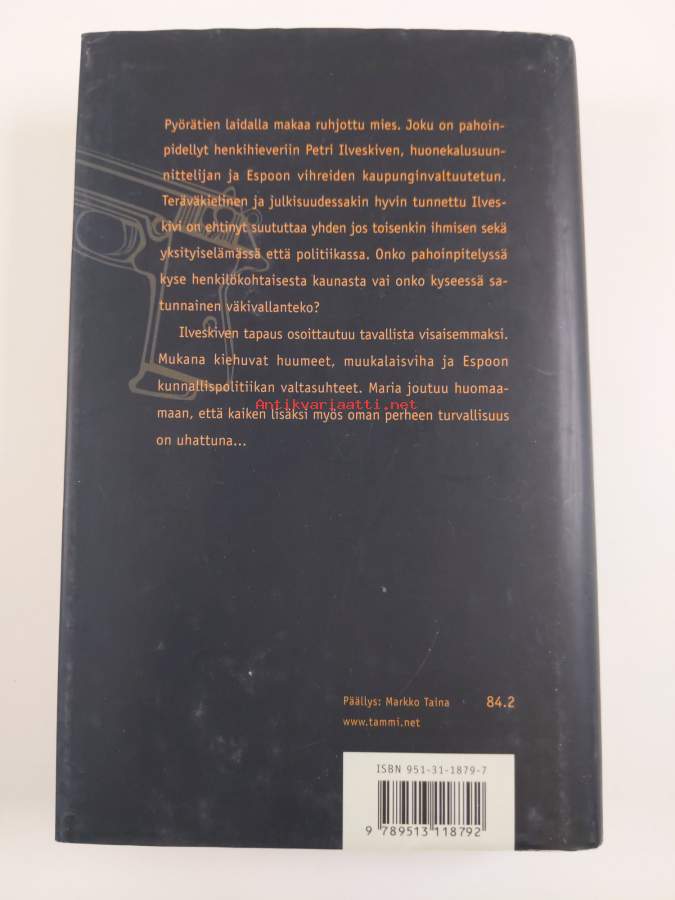 Pyörätien laidalla makaa ruhjottu mies. Joku on pahoin-
pidellyt henkihieveriin Petri Ilveskiven, huonekalusuun-
nittelijan ja Espoon vihreiden kaupunginvaltuutetun.
Teräväkielinen ja julkisuudessakin hyvin tunnettu Ilves-
kivi on ehtinyt suututtaa yhden jos toisenkin ihmisen sekä
yksityiselämässä että politiikassa. Onko pahoinpitelyssä
kyse henkilökohtaisesta kaunasta vai onko kyseessä sa-
tunnainen väkivallanteko?
Ilveskiven tapaus osoittautuu tavallista visaisemmaksi.
Mukana kiehuvat huumeet, muukalaisviha ja Espoon
kunnallispolitiikan valtasuhteet. Maria joutuu huomaa-
Antikvariaatti.net
maan, että kaiken lisäksi myös oman perheen turvallisuus
on uhattuna...
Päällys: Markko Taina 84.2
www.tammi.net
ISBN 951-31-1879-7
9 789513 118792